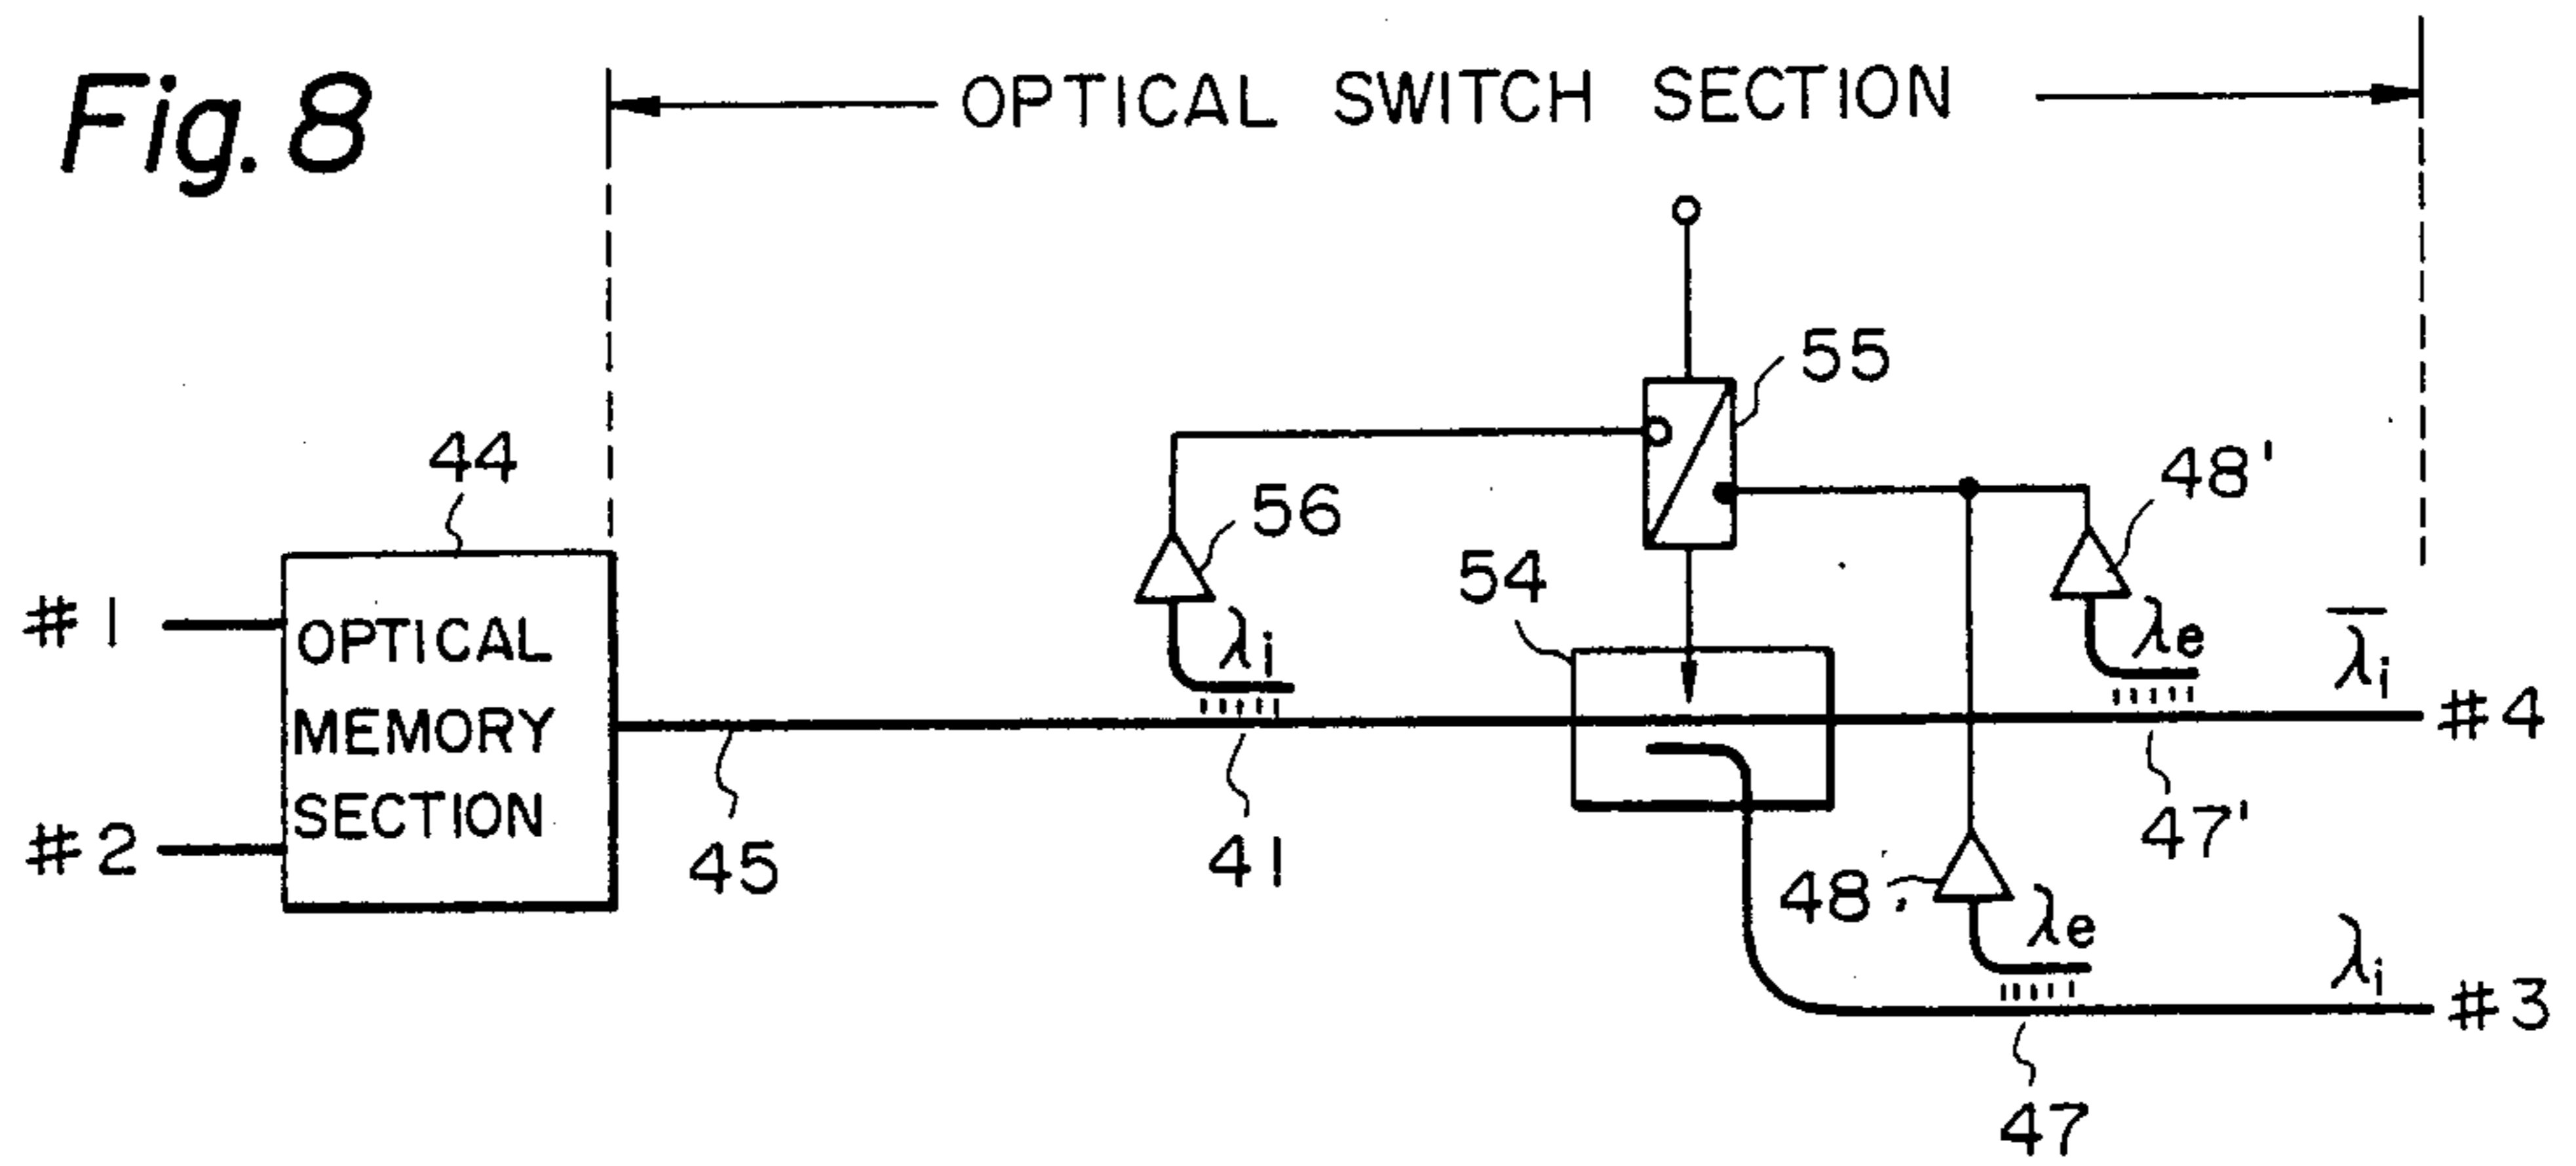 Fig. 8
OPTICAL SWITCH SECTION
55
44
56
48'
54
#1
OPTICAL
MEMORY
SECTION
λi
λe
λ̅i
#4
#2
45
41
47'
48
λe
λi
#3
47